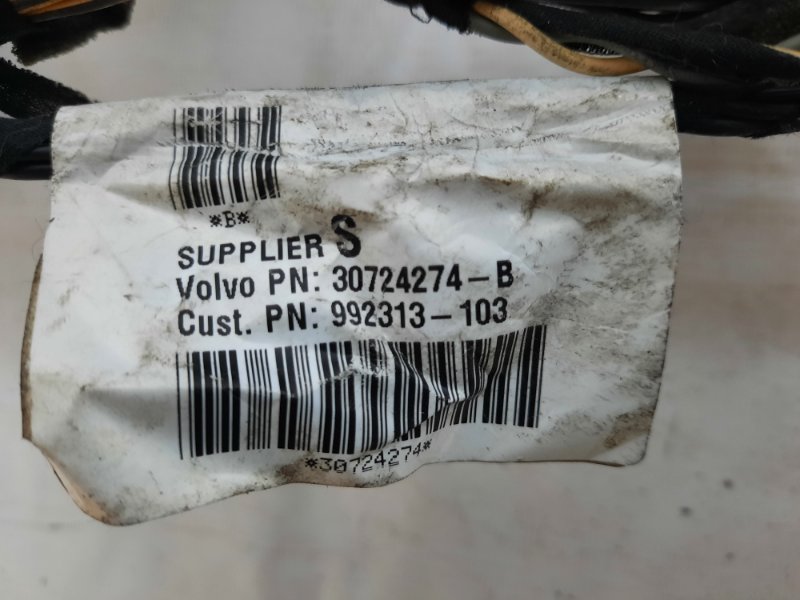 *B*
SUPPLIER S
Volvo PN: 30724274-B
Cust. PN: 992313-103
*30724274*